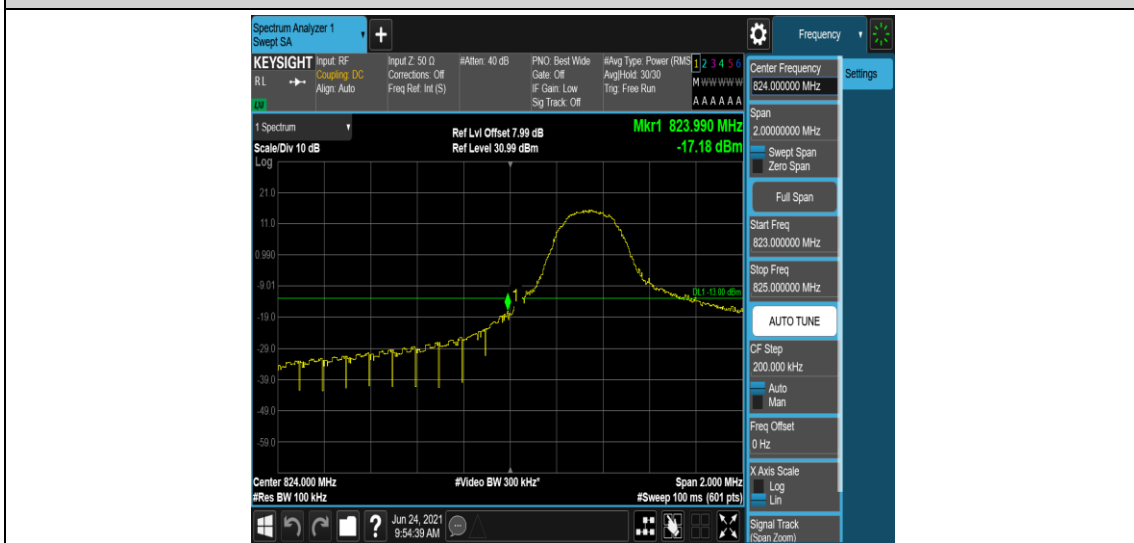 Spectrum Analyzer 1
Swept SA
+
Frequency
KEYSIGHT
RL
LXI
Input: RF
Coupling: DC
Align: Auto
Input Z: 50 Ω
Corrections: Off
Freq Ref: Int (S)
#Atten: 40 dB
PNO: Best Wide
Gate: Off
IF Gain: Low
Sig Track: Off
#Avg Type: Power (RMS
Avg|Hold: 30/30
Trig: Free Run
1 2 3 4 5 6
M W W W W W
A A A A A A
1 Spectrum
Scale/Div 10 dB
Ref Lvl Offset 7.99 dB
Ref Level 30.99 dBm
Mkr1 823.990 MHz
-17.18 dBm
Log
21.0
11.0
0.990
-9.01
-19.0
-29.0
-39.0
-49.0
-59.0
1
DL1 -13.00 dBm
Center 824.000 MHz
#Res BW 100 kHz
#Video BW 300 kHz*
Span 2.000 MHz
#Sweep 100 ms (601 pts)
Center Frequency
824.000000 MHz
Settings
Span
2.00000000 MHz
Swept Span
Zero Span
Full Span
Start Freq
823.000000 MHz
Stop Freq
825.000000 MHz
AUTO TUNE
CF Step
200.000 kHz
Auto
Man
Freq Offset
0 Hz
X Axis Scale
Log
Lin
Signal Track
(Span Zoom)
?
Jun 24, 2021
9:54:39 AM